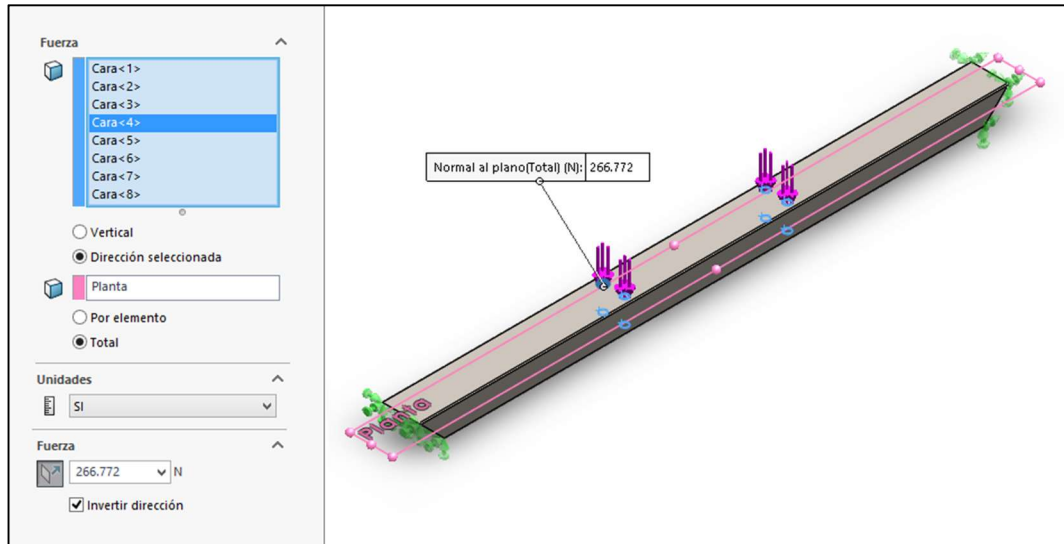 Fuerza
Cara<1>
Cara<2>
Cara<3>
Cara<4>
Cara<5>
Cara<6>
Cara<7>
Cara<8>
Vertical
Dirección seleccionada
Planta
Por elemento
Total
Unidades
SI
Fuerza
266.772 N
Invertir dirección
Normal al plano(Total) (N): 266.772
Planta